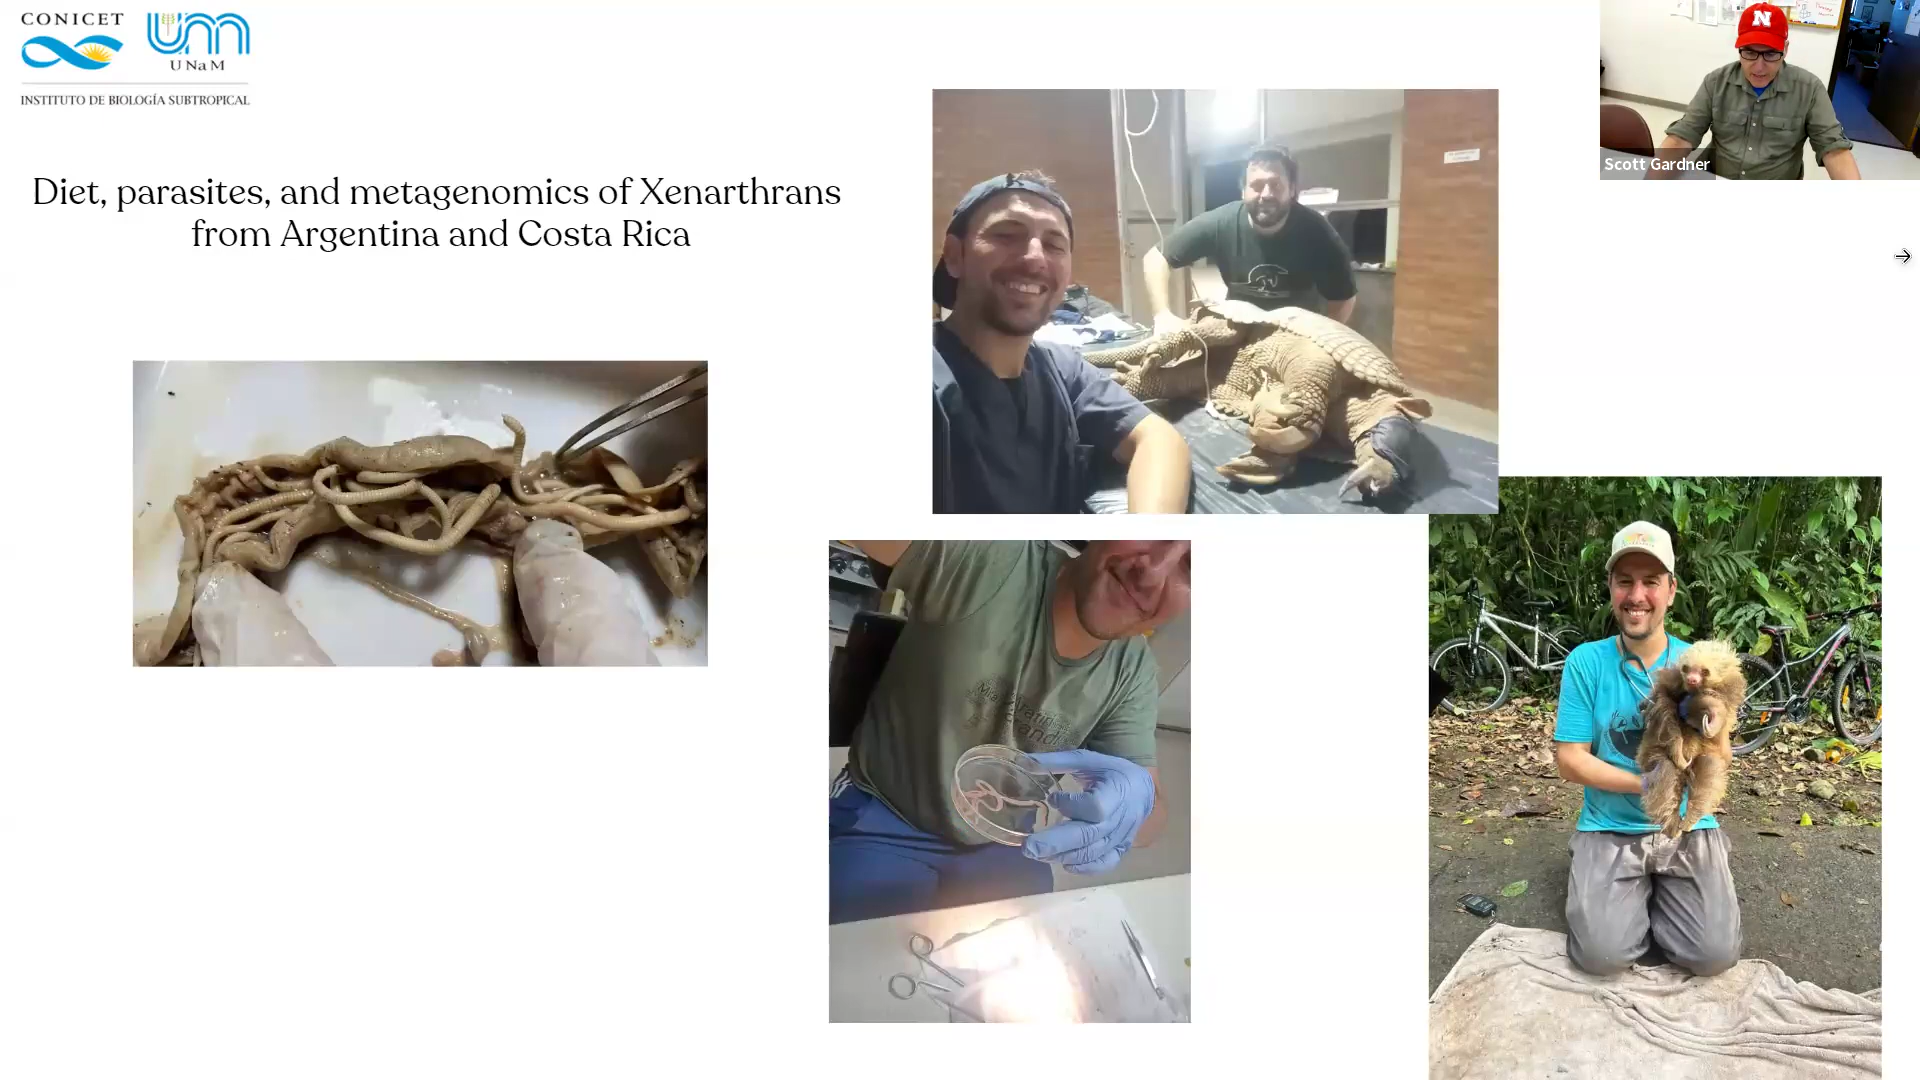 CONICET
UNaM
INSTITUTO DE BIOLOGÍA SUBTROPICAL
Diet, parasites, and metagenomics of Xenarthrans
from Argentina and Costa Rica
N
Scott Gardner